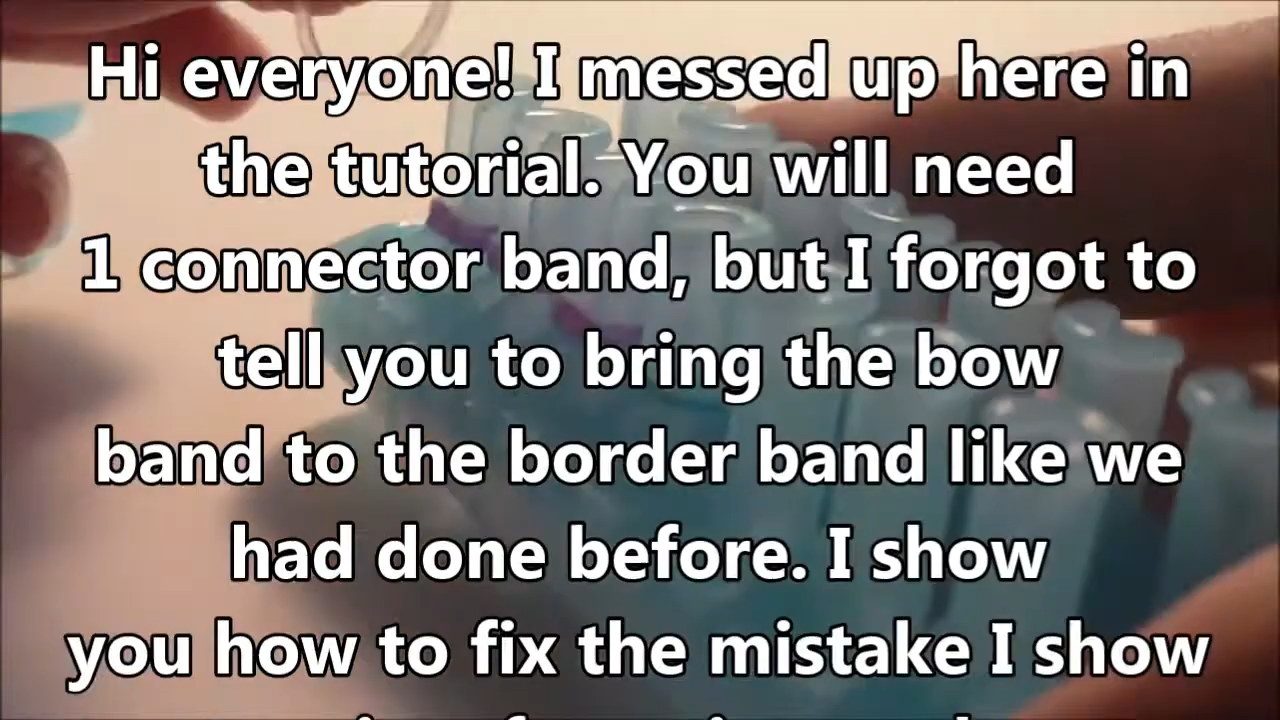 Hi everyone! I messed up here in
the tutorial. You will need
1 connector band, but I forgot to
tell you to bring the bow
band to the border band like we
had done before. I show
you how to fix the mistake I show